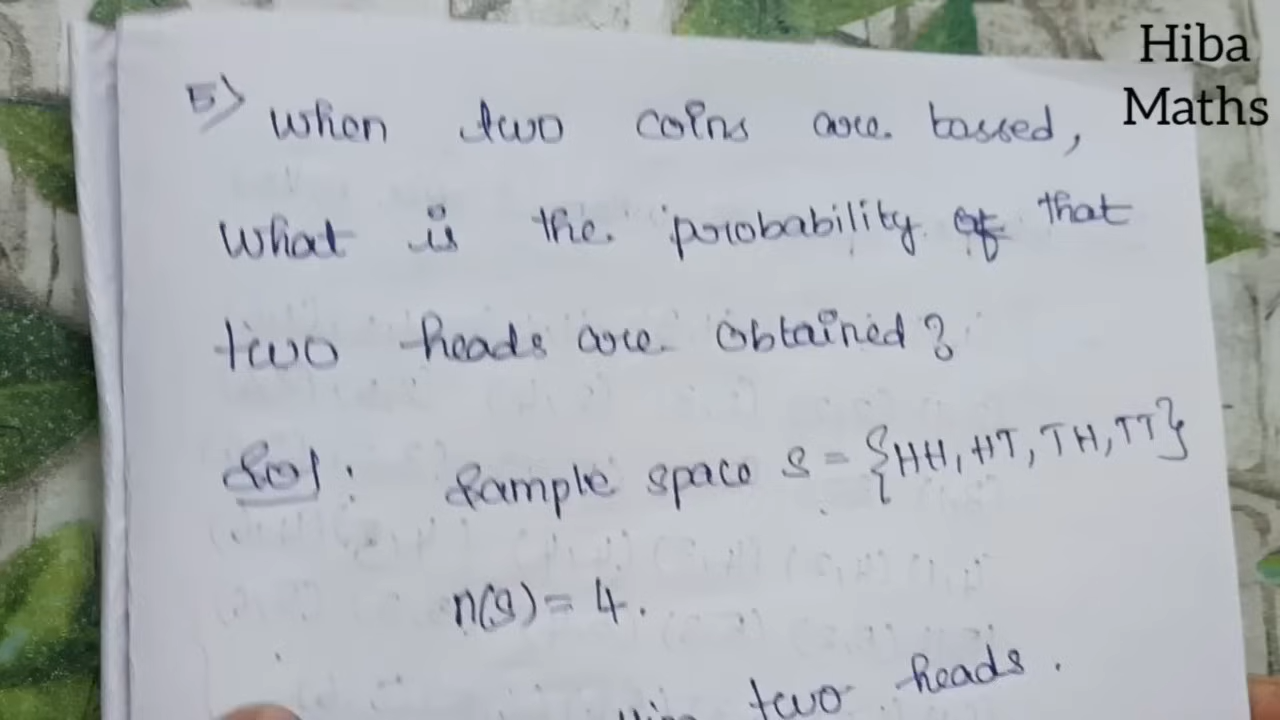 Hiba
Maths
5) When two coins are tossed,
what is the probability of that
two heads are obtained?
Sol: Sample space S = {HH, HT, TH, TT}
n(S) = 4.
two heads.